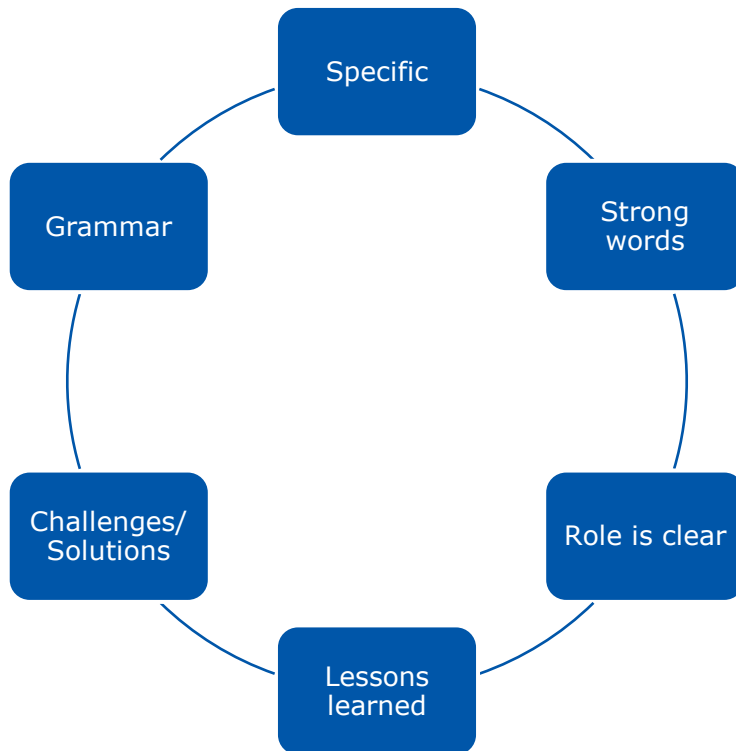 Specific
Strong
words
Role is clear
Lessons
learned
Challenges/
Solutions
Grammar